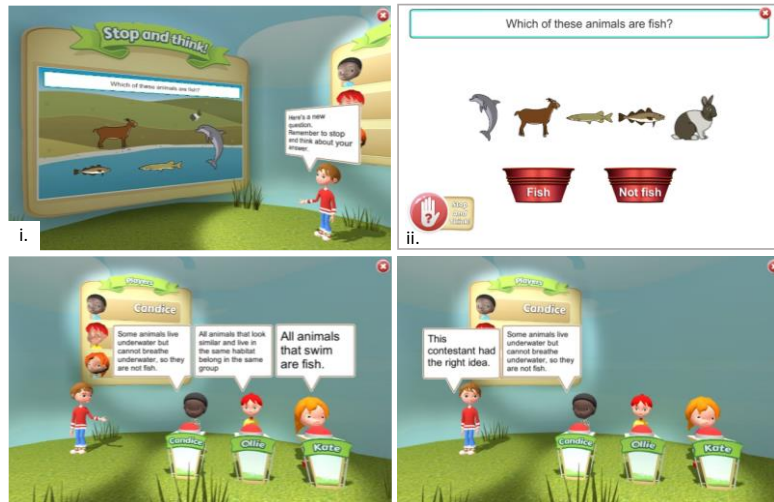 Stop and think!
Which of these animals are fish?
Here's a new
question.
Remember to stop
and think about your
answer.
i.
Which of these animals are fish?
Fish
Not fish
?
Stop
and
think!
ii.
Players
Candice
Some animals live
underwater but
cannot breathe
underwater, so they
are not fish.
All animals that look
similar and live in
the same habitat
belong in the same
group
All animals
that swim
are fish.
Candice
Ollie
Kate
Players
Candice
This
contestant had
the right idea.
Some animals live
underwater but
cannot breathe
underwater, so they
are not fish.
Candice
Ollie
Kate